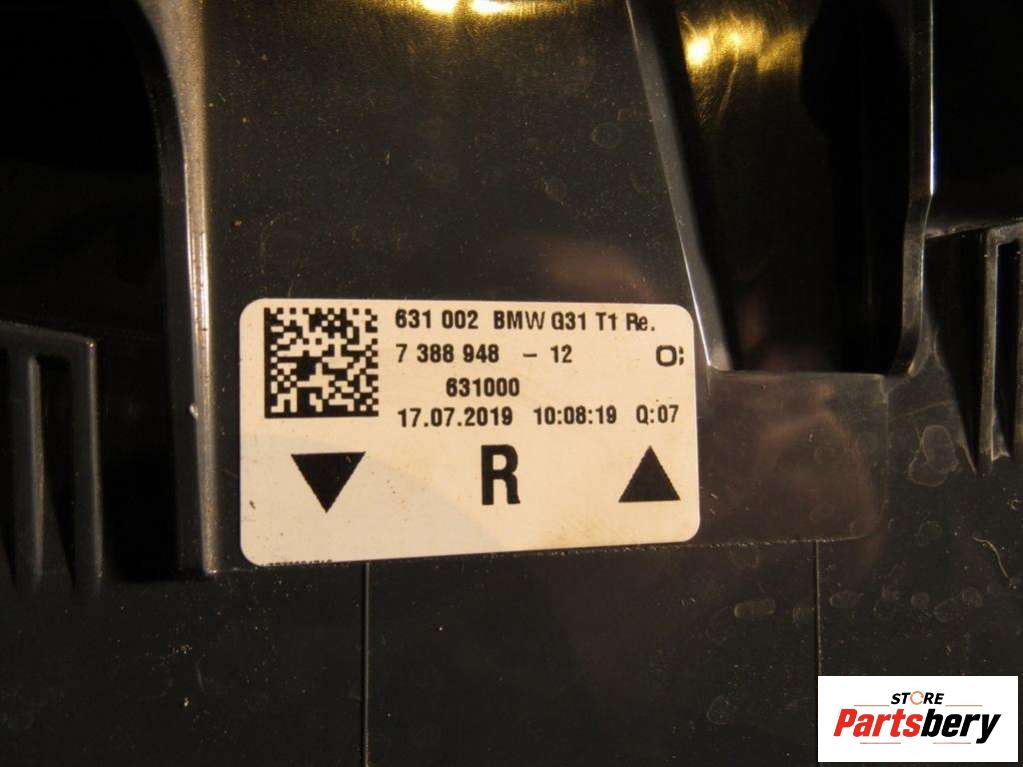 631 002 BMW G31 T1 Re.
7 388 948 - 12
631000
17.07.2019 10:08:19 Q:07
R
STORE
Partsbery